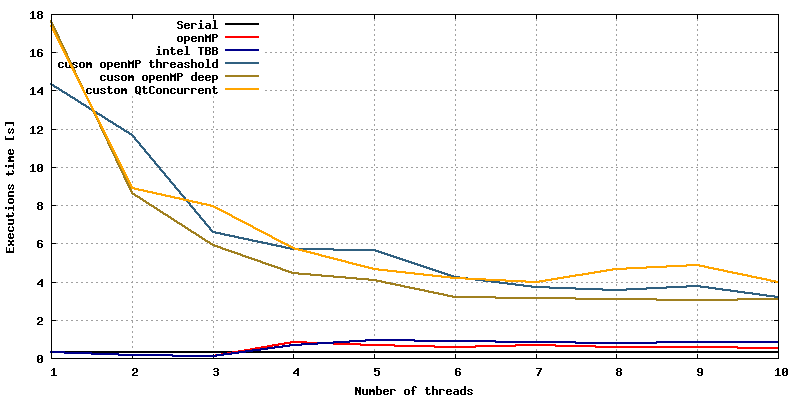 18
16
14
12
10
8
6
4
2
0
Executions time [s]
Serial
openMP
intel TBB
cusom openMP threashold
cusom openMP deep
custom QtConcurrent
1 2 3 4 5 6 7 8 9 10
Number of threads